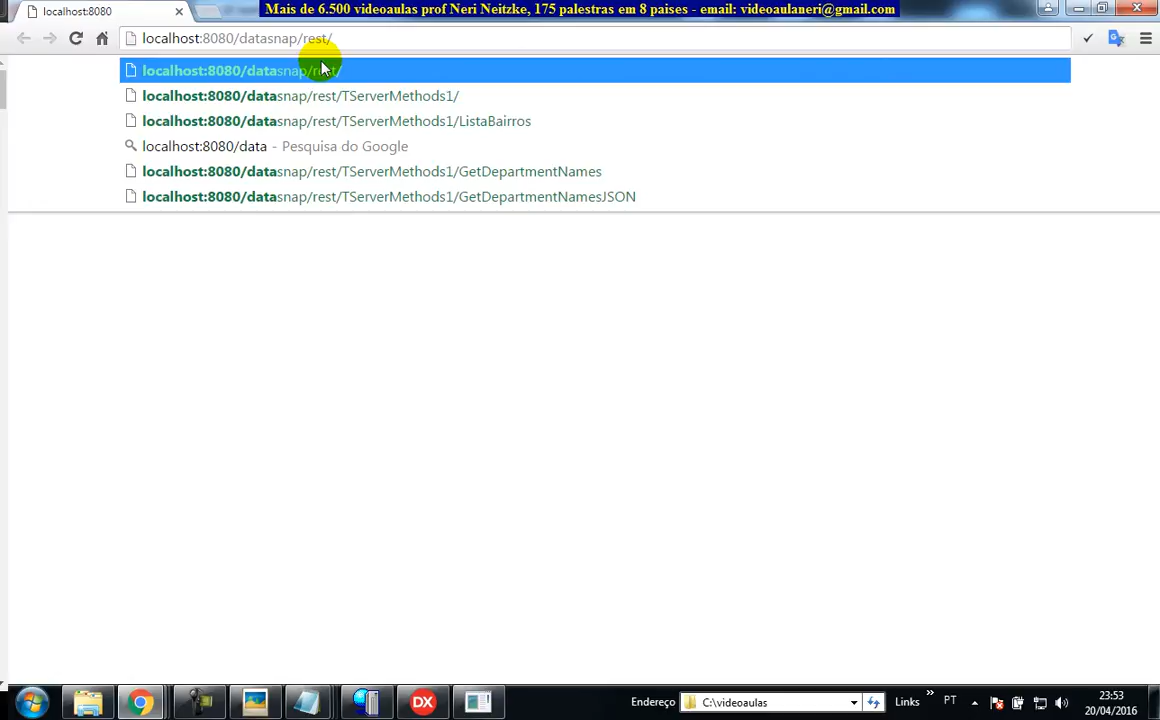 localhost:8080
Mais de 6.500 videoaulas prof Neri Neitzke, 175 palestras em 8 paises - email: videoaulaneri@gmail.com
localhost:8080/datasnap/rest/
localhost:8080/datasnap/rest/
localhost:8080/datasnap/rest/TServerMethods1/
localhost:8080/datasnap/rest/TServerMethods1/ListaBairros
localhost:8080/data - Pesquisa do Google
localhost:8080/datasnap/rest/TServerMethods1/GetDepartmentNames
localhost:8080/datasnap/rest/TServerMethods1/GetDepartmentNamesJSON
DX
Endereço C:\videoaulas
Links
»
PT
23:53
20/04/2016